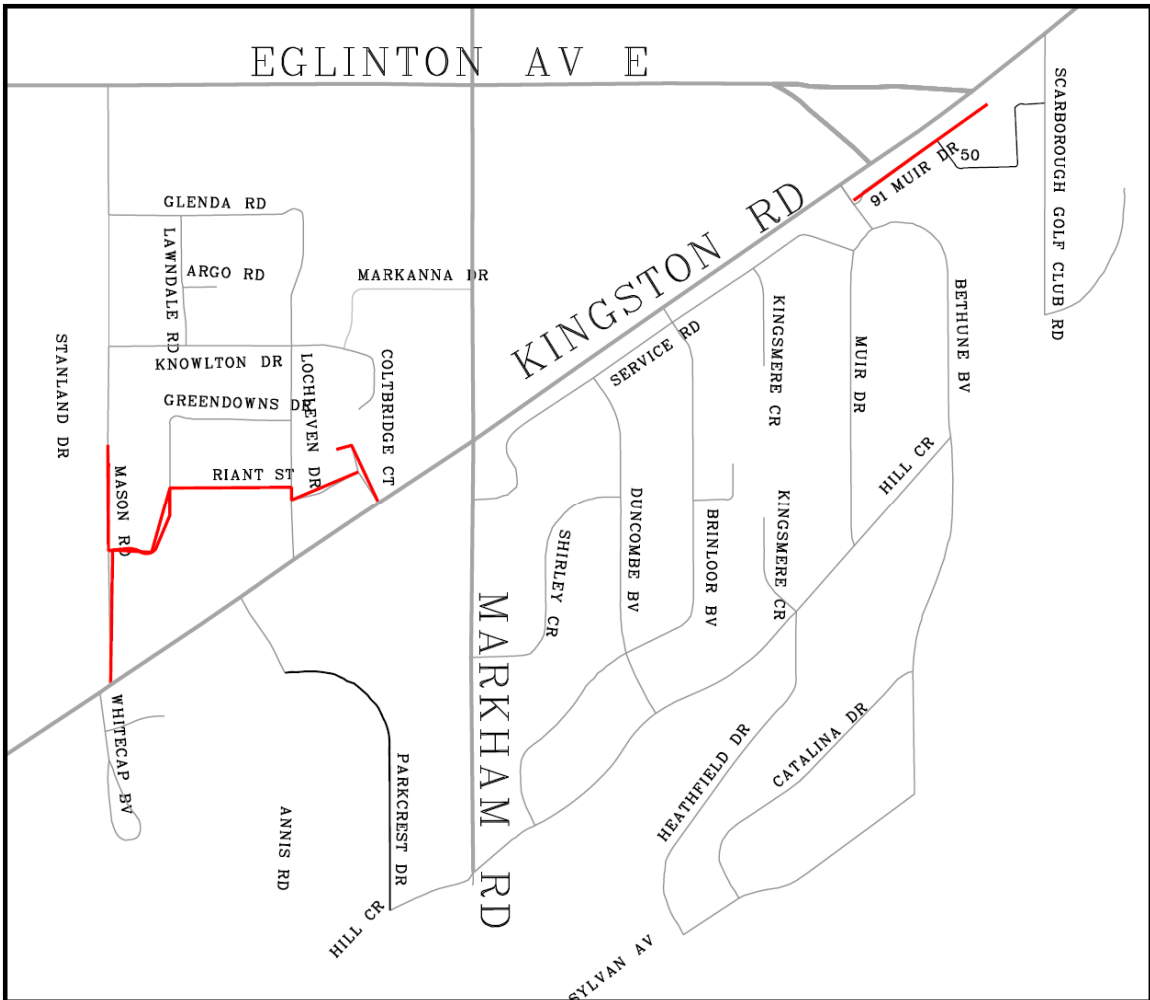 EGLINTON AV E
SCARBOROUGH GOLF CLUB RD
50
91 MUIR DR
GLENDA RD
LAWNDALE RD
ARGO RD
MARKANNA DR
KINGSTON RD
BETHUNE BV
KINGSMERE CR
STANLAND DR
SERVICE RD
MUIR DR
KNOWLTON DR
LOCHLEVEN DR
COLTBRIDGE CT
GREENDOWNS DR
HILL CR
MASON RD
RIANT ST
DUNCOMBE BV
KINGSMERE CR
BRINLOOR BV
SHIRLEY CR
MARKHAM RD
WHITECAP BV
HEATHFIELD DR
CATALINA DR
PARKCREST DR
ANNIS RD
HILL CR
SYLVAN AV